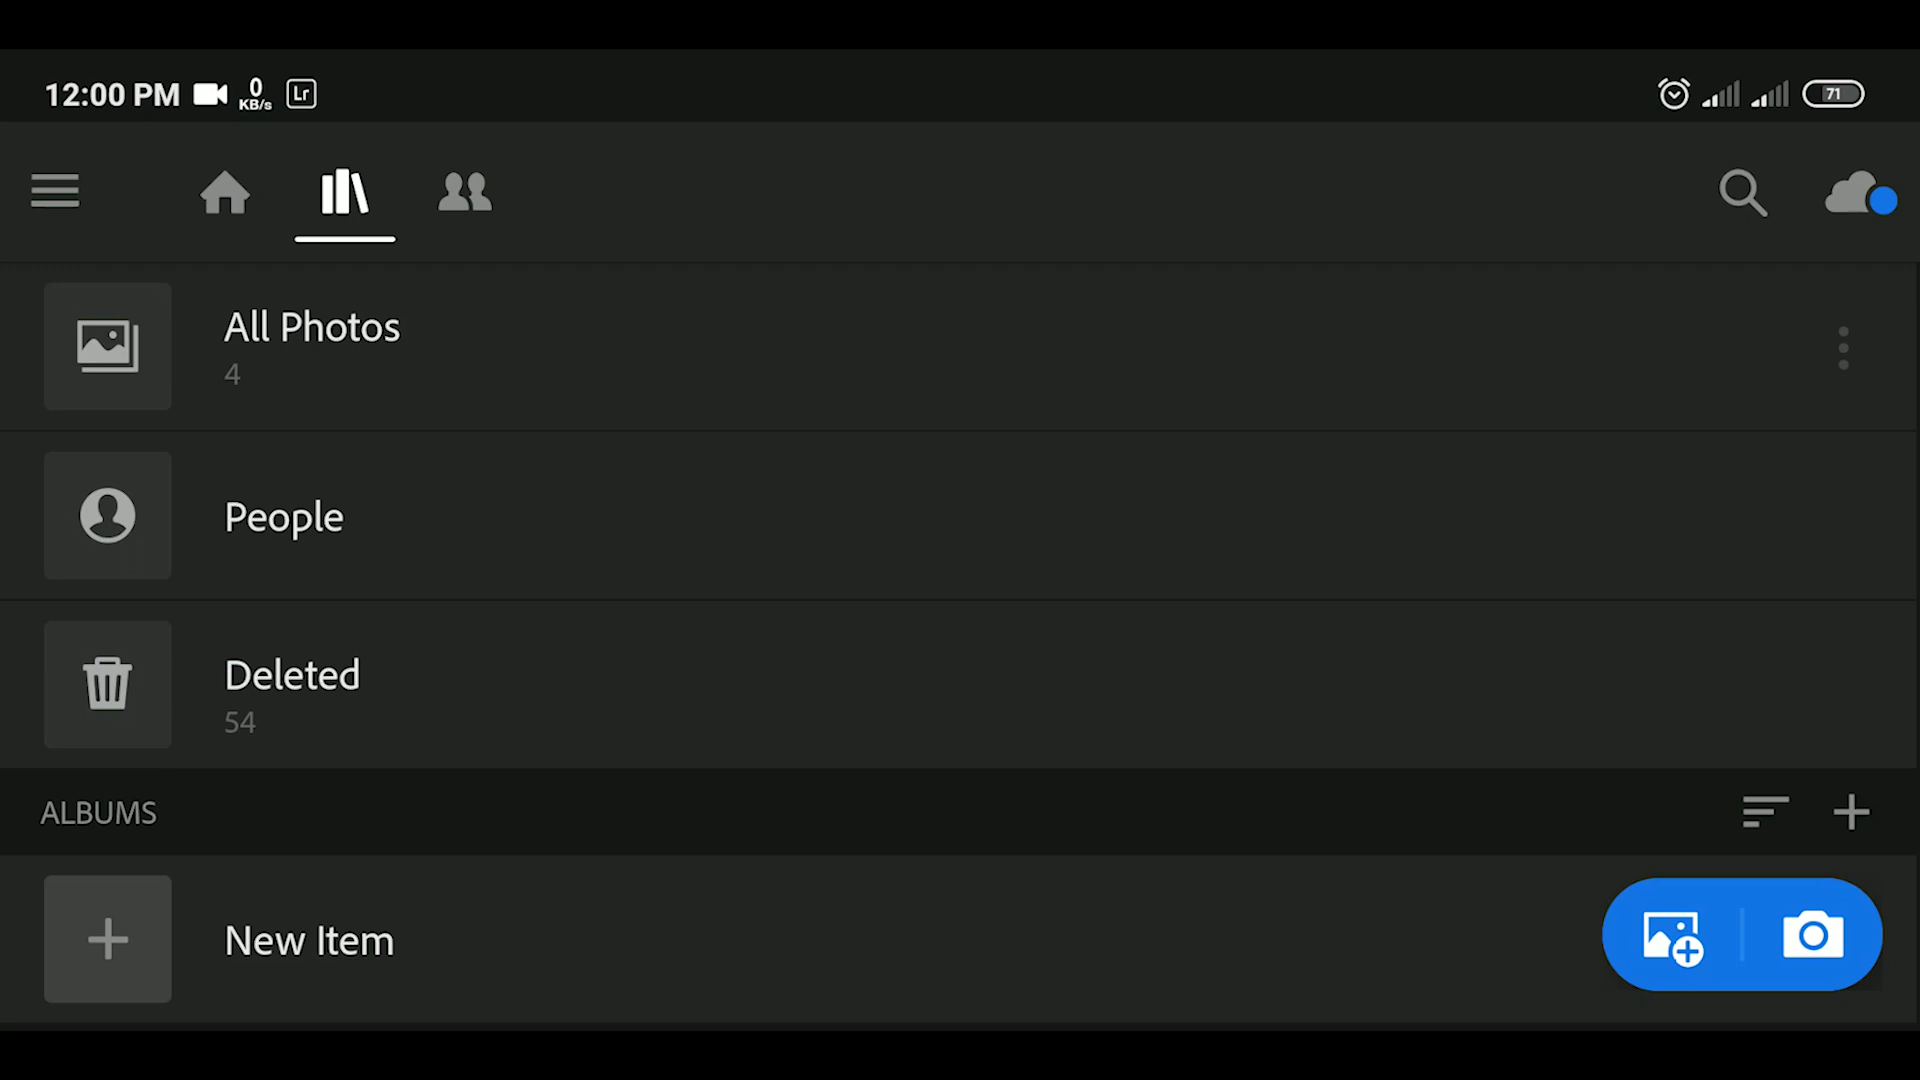 12:00 PM 0 KB/s Lr 71
All Photos
4
People
Deleted
54
ALBUMS
New Item